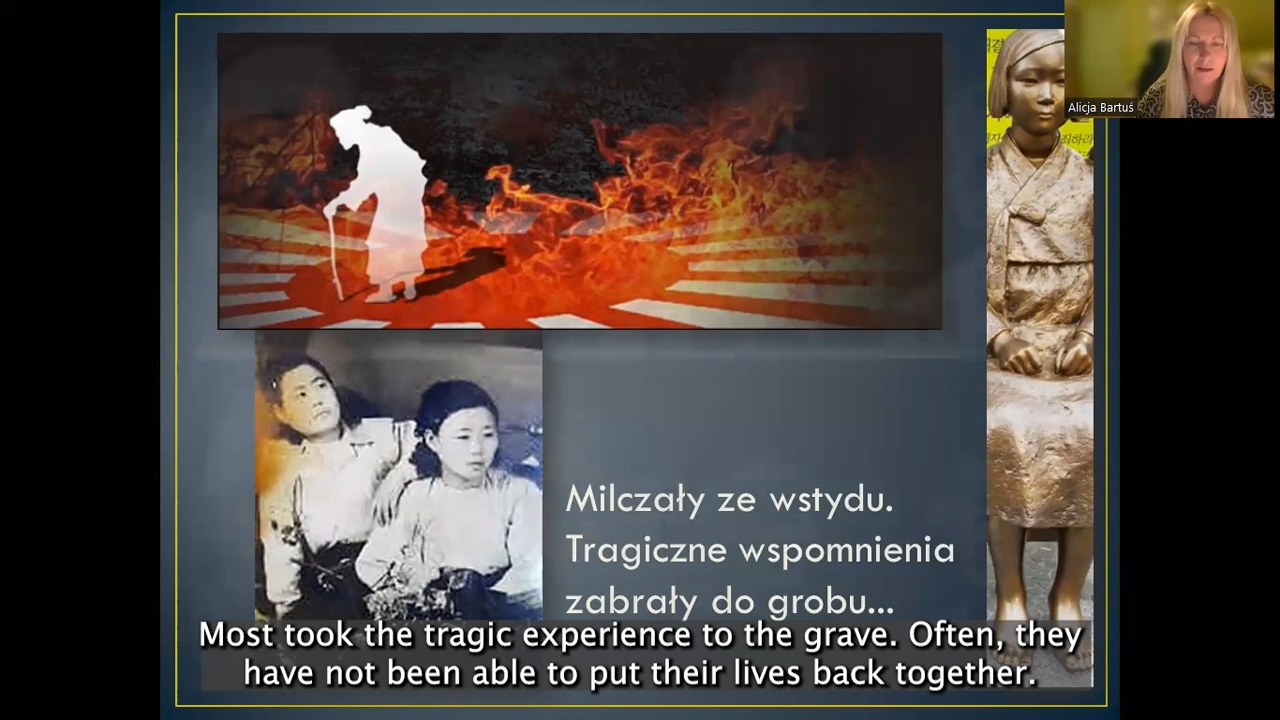 Alicja Bartuś
Milczały ze wstydu.
Tragiczne wspomnienia
zabrały do grobu...
Most took the tragic experience to the grave. Often, they
have not been able to put their lives back together.